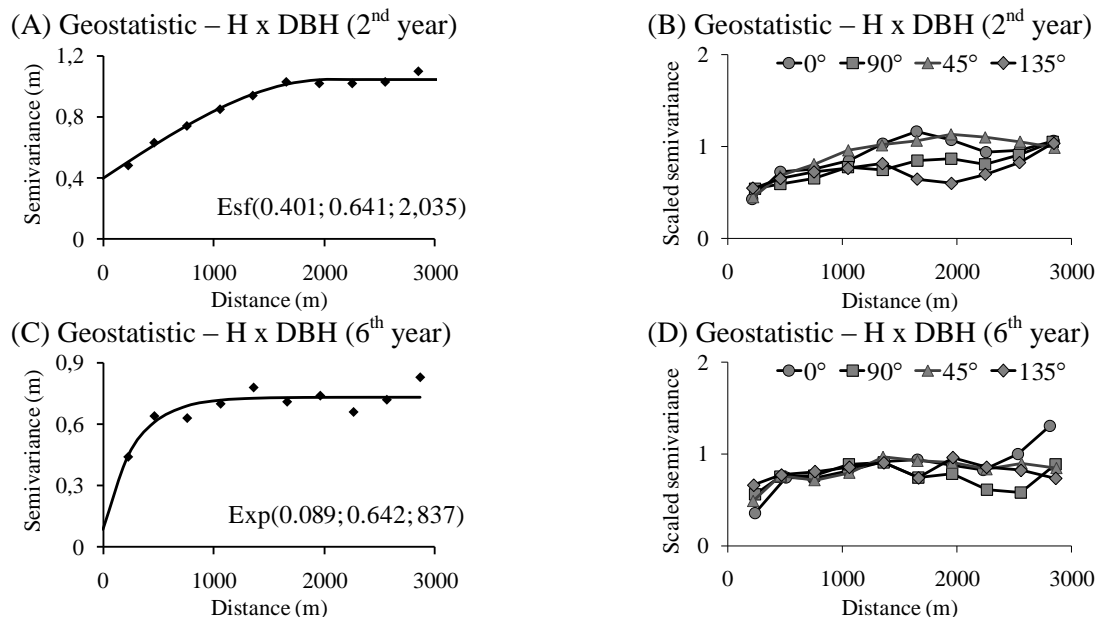 (A) Geostatistic – H x DBH (2nd year)
1,2
0,8
0,4
0
Semivariance (m)
Esf(0.401; 0.641; 2,035)
0 1000 2000 3000
Distance (m)
(B) Geostatistic – H x DBH (2nd year)
2
1
0
Scaled semivariance
0° 90° 45° 135°
0 1000 2000 3000
Distance (m)
(C) Geostatistic – H x DBH (6th year)
0,9
0,6
0,3
0
Semivariance (m)
Exp(0.089; 0.642; 837)
0 1000 2000 3000
Distance (m)
(D) Geostatistic – H x DBH (6th year)
2
1
0
Scaled semivariance
0° 90° 45° 135°
0 1000 2000 3000
Distance (m)